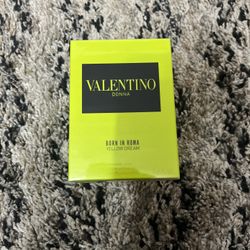 VALENTINO
DONNA
BORN IN ROMA
YELLOW DREAM